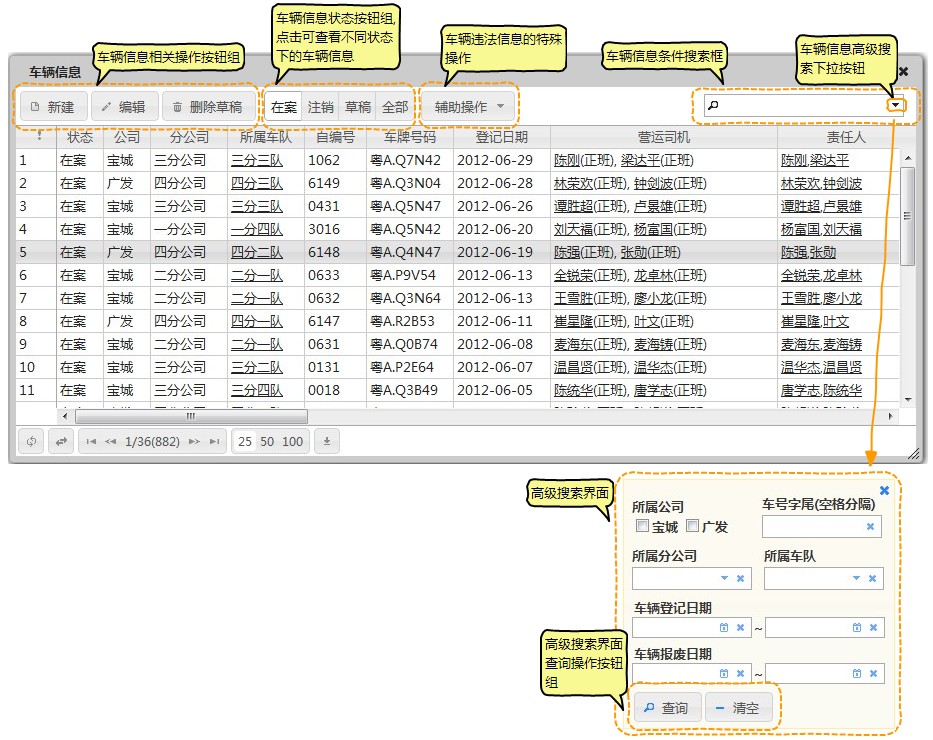 车辆信息状态按钮组,
点击可查看不同状态
下的车辆信息
车辆信息相关操作按钮组
车辆违法信息的特殊
操作
车辆信息条件搜索框
车辆信息高级搜
索下拉按钮
车辆信息
新建 编辑 删除草稿 在案 注销 草稿 全部 辅助操作
! 状态 公司 分公司 所属车队 自编号 车牌号码 登记日期 营运司机 责任人
1 在案 宝城 三分公司 三分三队 1062 粤A.Q7N42 2012-06-29 陈刚(正班), 梁达平(正班) 陈刚,梁达平
2 在案 广发 四分公司 四分三队 6149 粤A.Q3N04 2012-06-28 林荣欢(正班), 钟剑波(正班) 林荣欢,钟剑波
3 在案 宝城 三分公司 三分三队 0431 粤A.Q5N47 2012-06-26 谭胜超(正班), 卢景雄(正班) 谭胜超,卢景雄
4 在案 宝城 一分公司 一分四队 3016 粤A.Q5N42 2012-06-20 刘天福(正班), 杨富国(正班) 杨富国,刘天福
5 在案 广发 四分公司 四分二队 6148 粤A.Q4N47 2012-06-19 陈强(正班), 张勋(正班) 陈强,张勋
6 在案 宝城 二分公司 二分一队 0633 粤A.P9V54 2012-06-13 全锐荣(正班), 龙卓林(正班) 全锐荣,龙卓林
7 在案 宝城 二分公司 二分一队 0632 粤A.Q3N64 2012-06-13 王雪胜(正班), 廖小龙(正班) 王雪胜,廖小龙
8 在案 广发 四分公司 四分一队 6147 粤A.R2B53 2012-06-11 崔星隆(正班), 叶文(正班) 崔星隆,叶文
9 在案 宝城 二分公司 二分一队 0631 粤A.Q0B74 2012-06-08 麦海东(正班), 麦海铸(正班) 麦海东,麦海铸
10 在案 宝城 三分公司 三分二队 0131 粤A.P2E64 2012-06-07 温昌贤(正班), 温华杰(正班) 温华杰,温昌贤
11 在案 宝城 三分公司 三分四队 0018 粤A.Q3B49 2012-06-05 陈统华(正班), 唐学志(正班) 唐学志,陈统华
1/36(882) 25 50 100
高级搜索界面
所属公司 车号字尾(空格分隔)
宝城 广发
所属分公司 所属车队
车辆登记日期
~
车辆报废日期
~
高级搜索界面
查询操作按钮
组
查询 清空